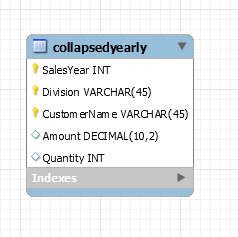 collapsedyearly
SalesYear INT
Division VARCHAR(45)
CustomerName VARCHAR(45)
Amount DECIMAL(10,2)
Quantity INT
Indexes